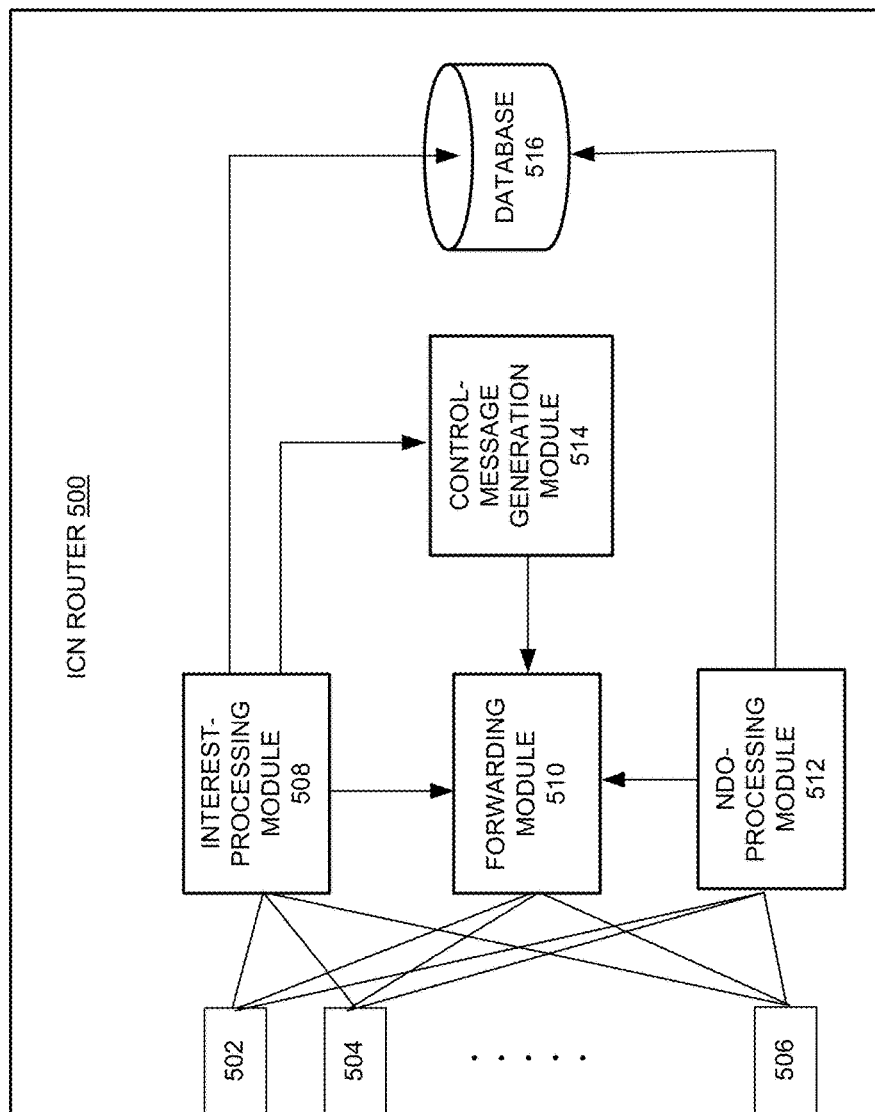 ICN ROUTER 500
502
504
. . . . .
506
INTEREST-
PROCESSING
MODULE
508
FORWARDING
MODULE
510
NDO-
PROCESSING
MODULE
512
CONTROL-
MESSAGE
GENERATION
MODULE
514
DATABASE
516